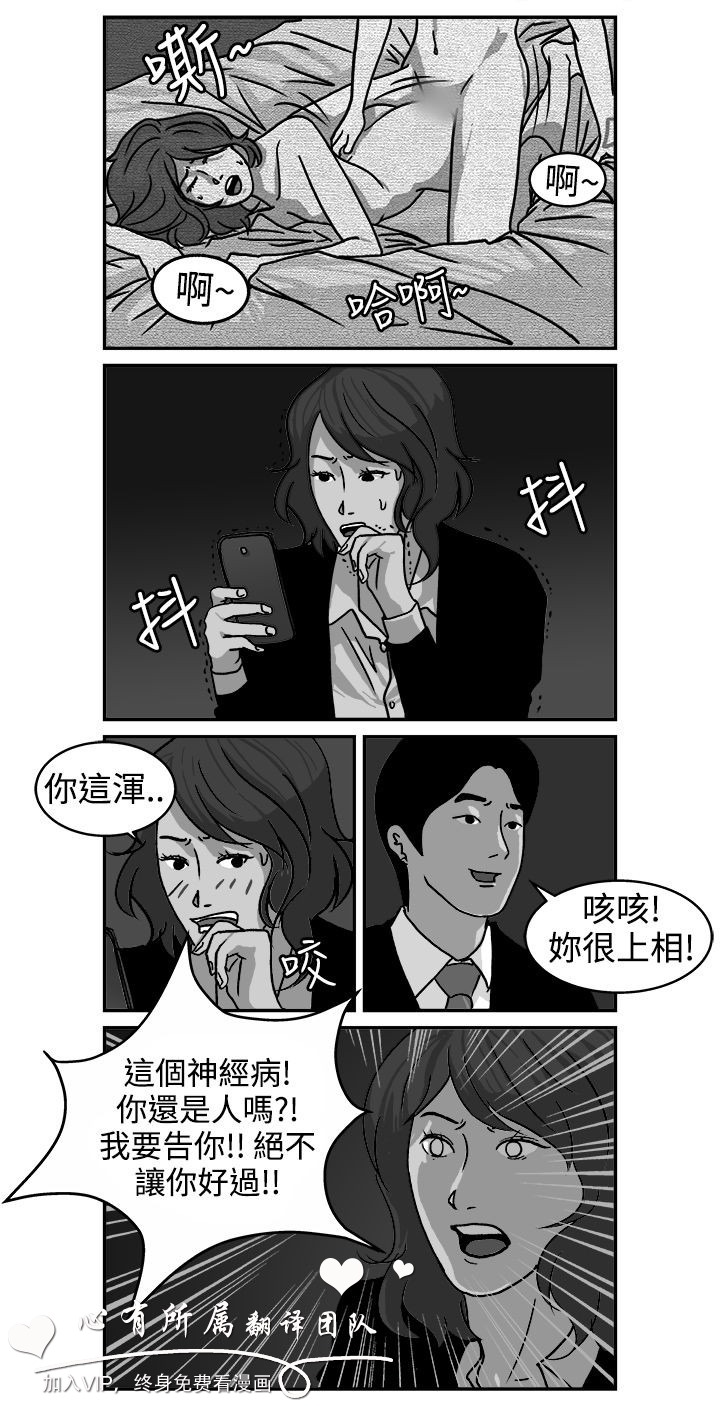 嘶~
啊~
啊~
哈啊~
抖
抖
你這渾..
咬
咳咳!
妳很上相!
這個神經病!
你還是人嗎?!
我要告你!! 絕不
讓你好過!!
心有所属翻译团队
加入VIP，终身免费看漫画